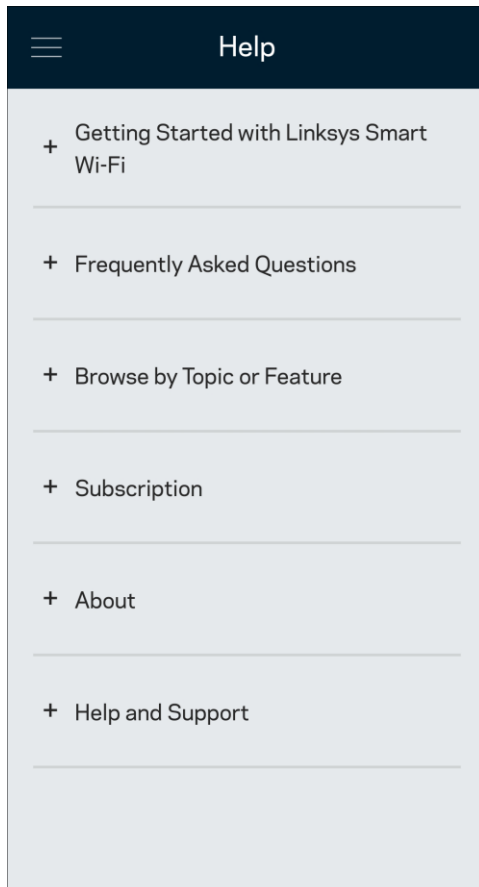 Help
+ Getting Started with Linksys Smart
Wi-Fi
+ Frequently Asked Questions
+ Browse by Topic or Feature
+ Subscription
+ About
+ Help and Support